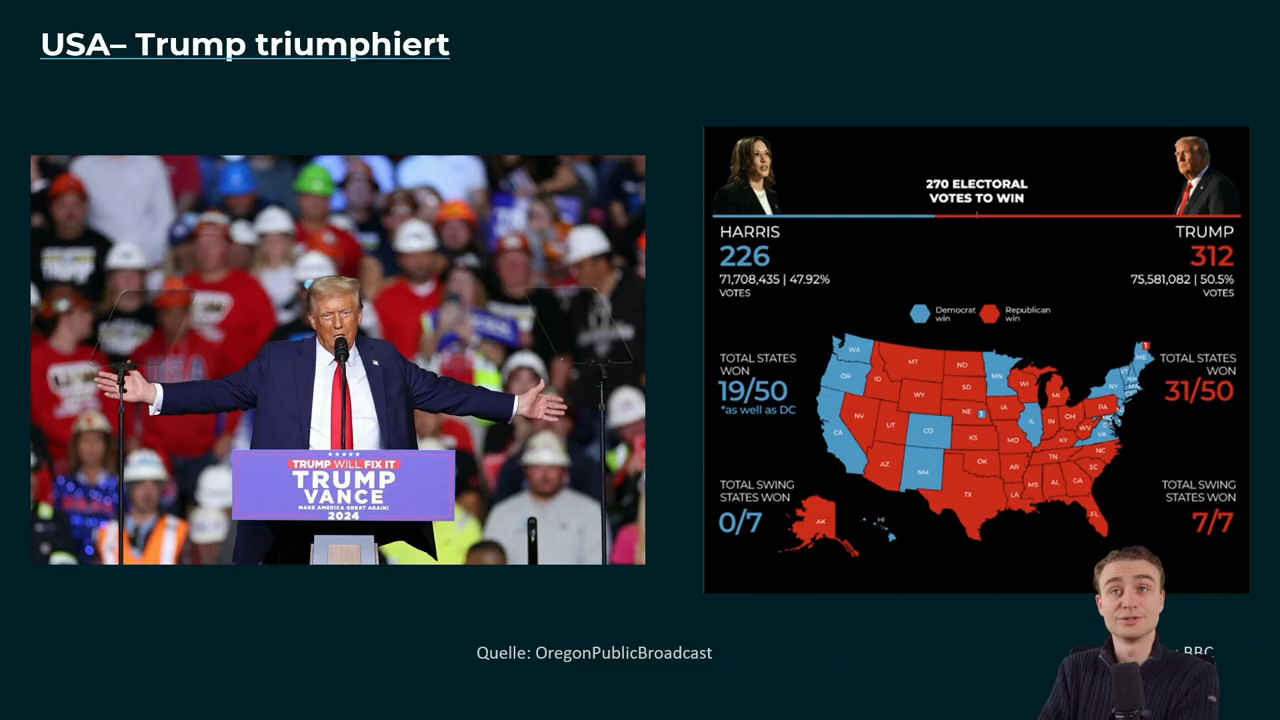 USA– Trump triumphiert
TRUMP WILL FIX IT
TRUMP
VANCE
MAKE AMERICA GREAT AGAIN!
2024
270 ELECTORAL
VOTES TO WIN
HARRIS
226
71,708,435 | 47.92%
VOTES
TRUMP
312
75,581,082 | 50.5%
VOTES
Democrat
win
Republican
win
TOTAL STATES
WON
19/50
*as well as DC
TOTAL STATES
WON
31/50
TOTAL SWING
STATES WON
0/7
TOTAL SWING
STATES WON
7/7
WA
OR
CA
NV
ID
MT
WY
UT
AZ
CO
NM
ND
SD
NE
1
KS
OK
TX
MN
IA
MO
AR
LA
WI
IL
MI
IN
OH
KY
TN
MS
AL
GA
FL
SC
NC
VA
WV
PA
NY
VT
ME
1
AK
HI
Quelle: OregonPublicBroadcast
: BBC